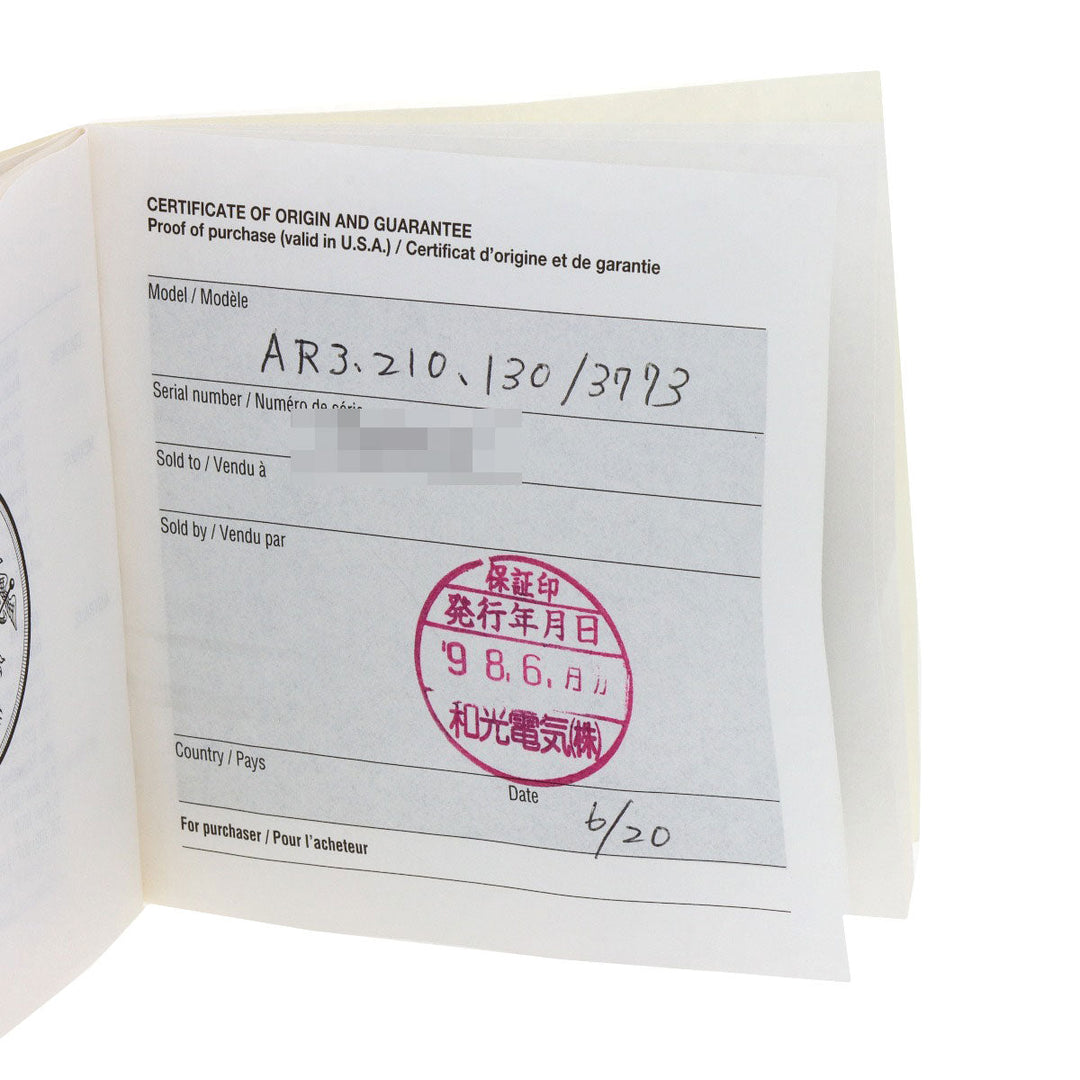 CERTIFICATE OF ORIGIN AND GUARANTEE
Proof of purchase (valid in U.S.A.) / Certificat d'origine et de garantie
Model / Modèle
AR3、210、130/3773
Serial number / Numéro de série
Sold to / Vendu à
Sold by / Vendu par
保証印
発行年月日
'98.6.
和光電気(株)
Country / Pays
Date
6/20
For purchaser / Pour l'acheteur